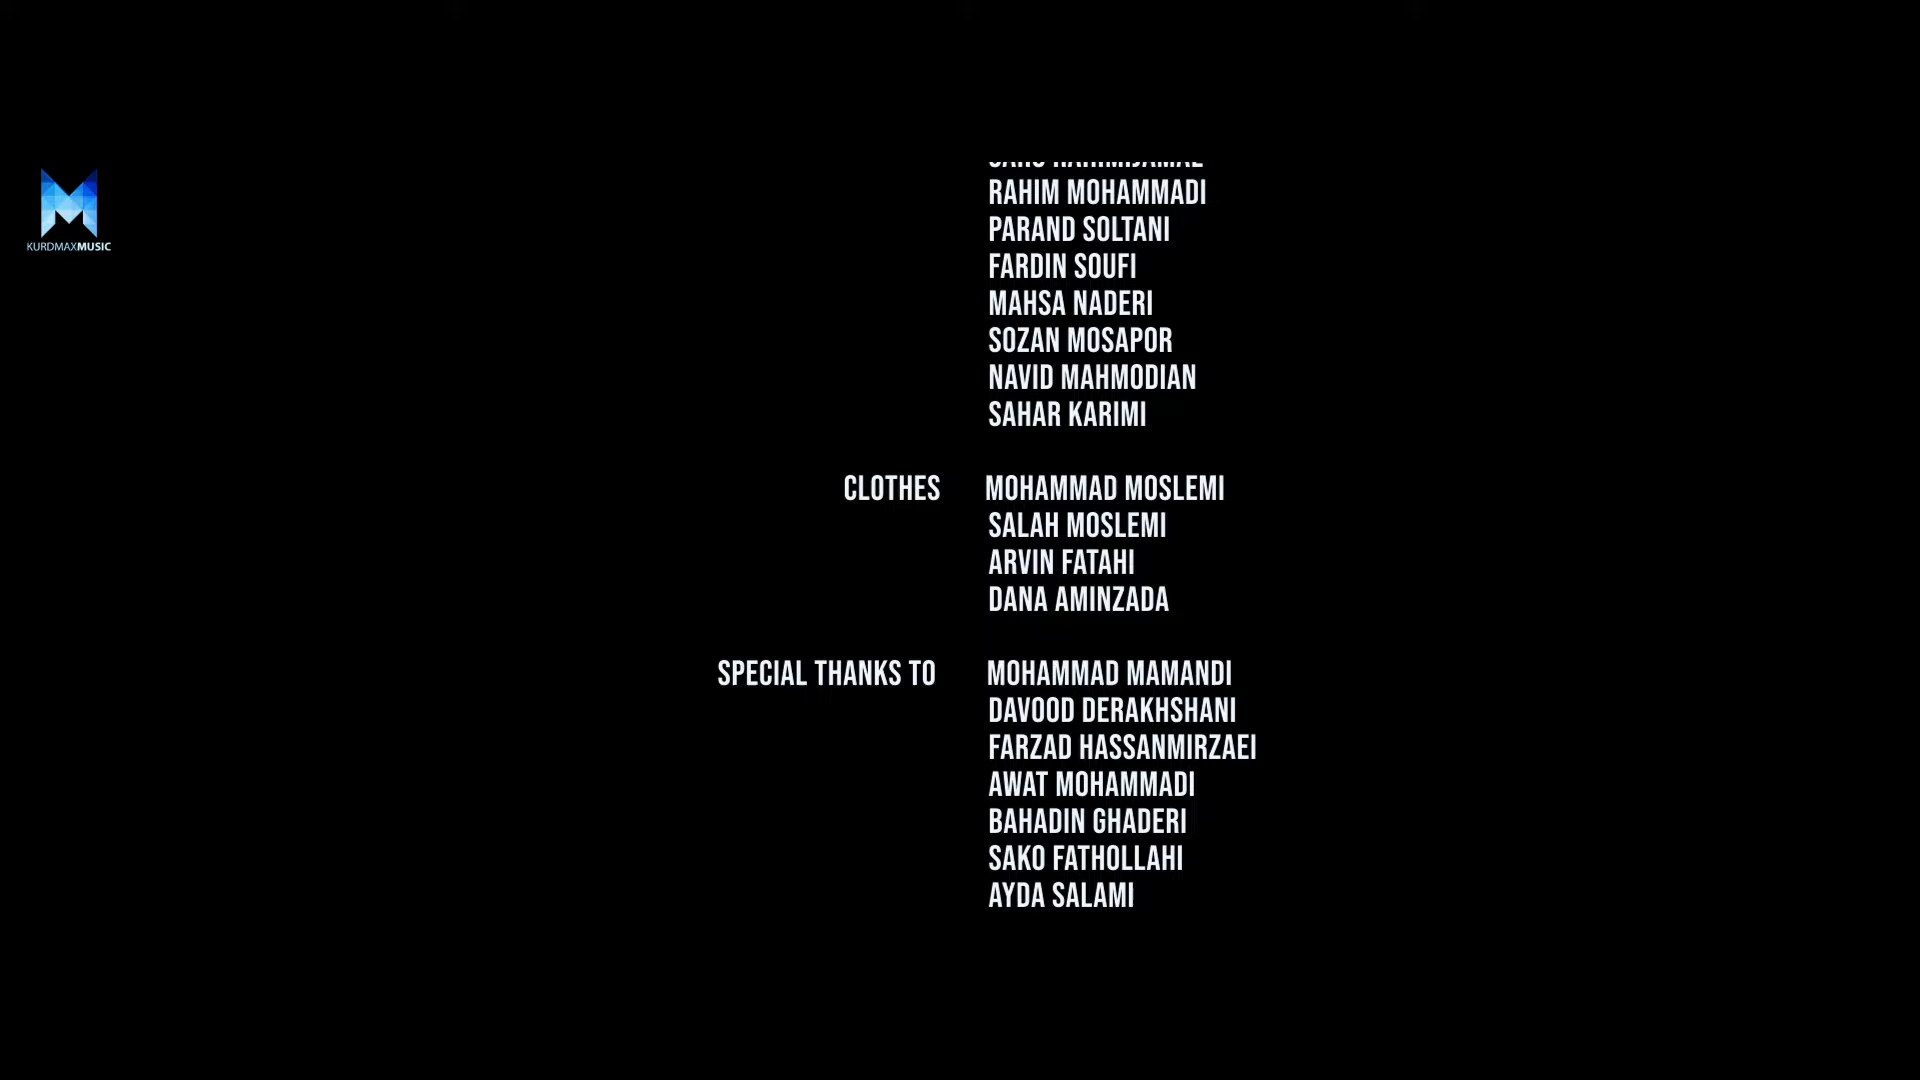 KURDMAXMUSIC
RAHIM MOHAMMADI
PARAND SOLTANI
FARDIN SOUFI
MAHSA NADERI
SOZAN MOSAPOR
NAVID MAHMODIAN
SAHAR KARIMI
CLOTHES MOHAMMAD MOSLEMI
SALAH MOSLEMI
ARVIN FATAHI
DANA AMINZADA
SPECIAL THANKS TO MOHAMMAD MAMANDI
DAVOOD DERAKHSHANI
FARZAD HASSANMIRZAEI
AWAT MOHAMMADI
BAHADIN GHADERI
SAKO FATHOLLAHI
AYDA SALAMI